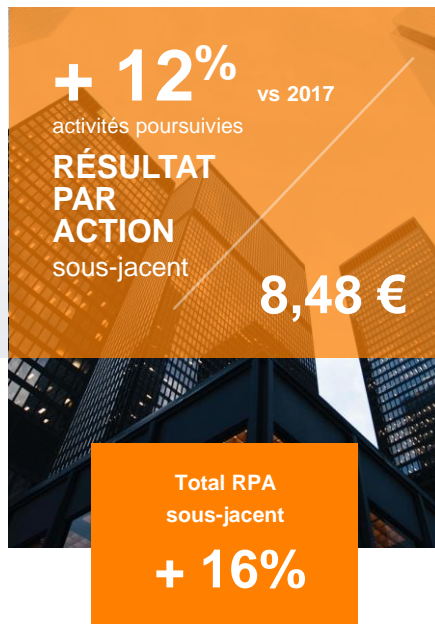 + 12% vs 2017
activités poursuivies
RÉSULTAT
PAR
ACTION
sous-jacent
8,48 €
Total RPA
sous-jacent
+ 16%